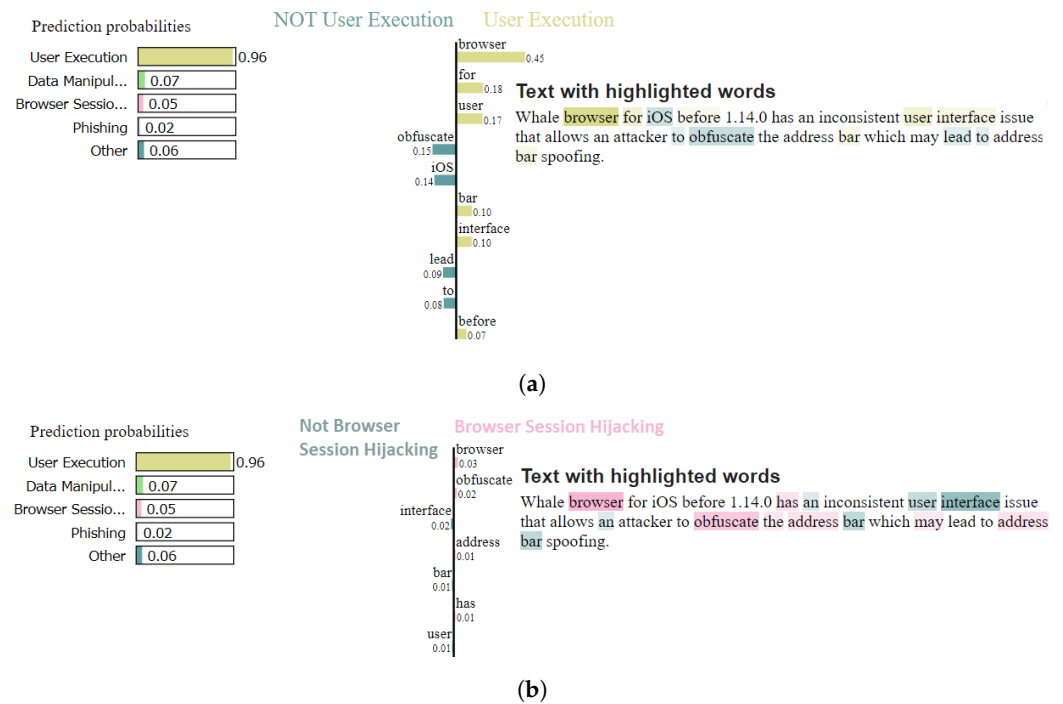 Prediction probabilities
User Execution 0.96
Data Manipul... 0.07
Browser Sessio... 0.05
Phishing 0.02
Other 0.06
NOT User Execution User Execution
browser
0.45
for
0.18
user
0.17
obfuscate
0.15
iOS
0.14
bar
0.10
interface
0.10
lead
0.09
to
0.08
before
0.07
Text with highlighted words
Whale browser for iOS before 1.14.0 has an inconsistent user interface issue
that allows an attacker to obfuscate the address bar which may lead to address
bar spoofing.
(a)
Prediction probabilities
User Execution 0.96
Data Manipul... 0.07
Browser Sessio... 0.05
Phishing 0.02
Other 0.06
Not Browser
Session Hijacking
Browser Session Hijacking
browser
0.03
obfuscate
0.02
interface
0.02
address
0.01
bar
0.01
has
0.01
user
0.01
Text with highlighted words
Whale browser for iOS before 1.14.0 has an inconsistent user interface issue
that allows an attacker to obfuscate the address bar which may lead to address
bar spoofing.
(b)